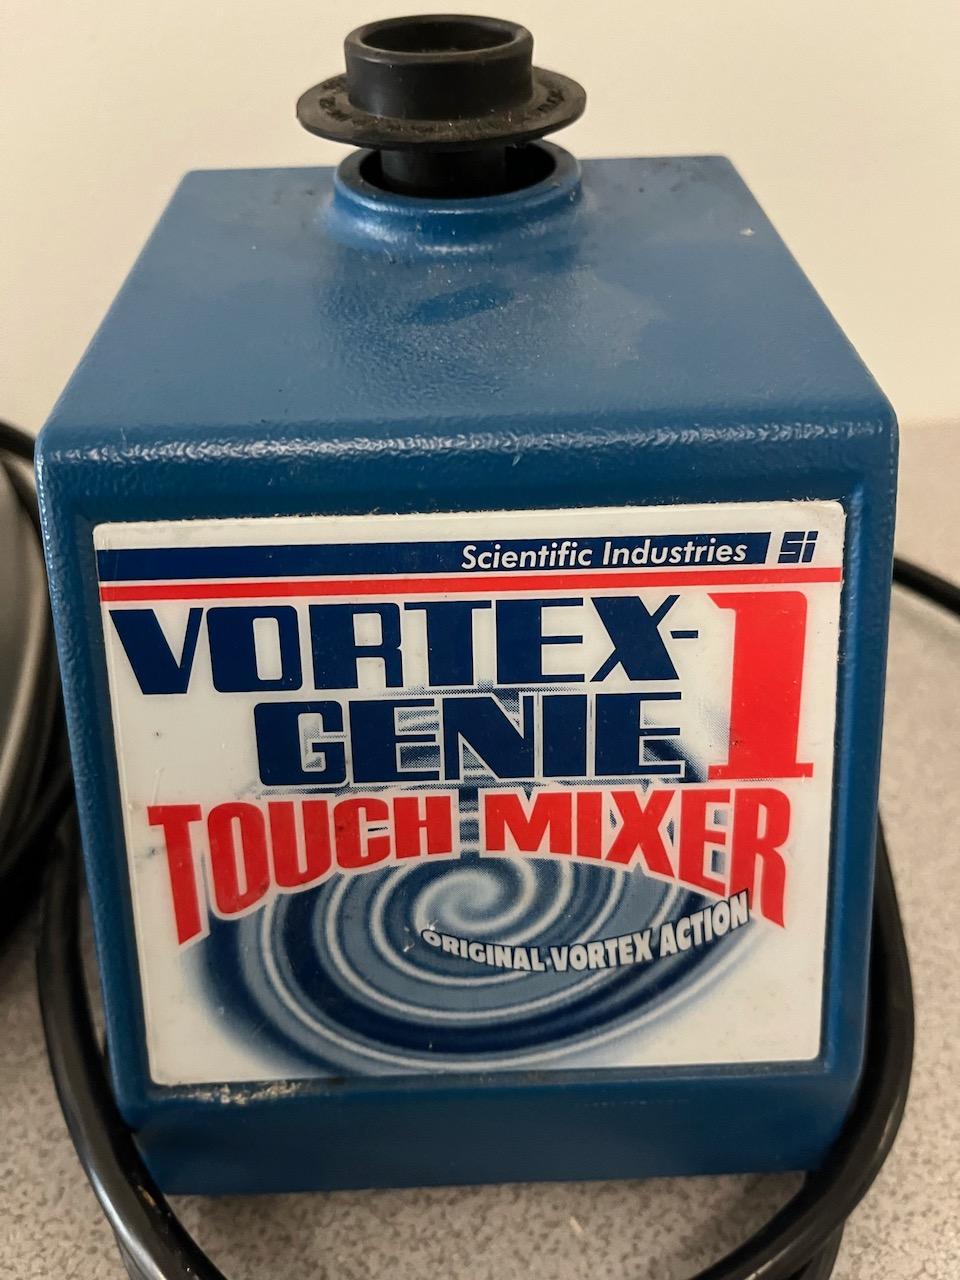 Scientific Industries Si
VORTEX-
GENIE 1
TOUCH MIXER
ORIGINAL VORTEX ACTION